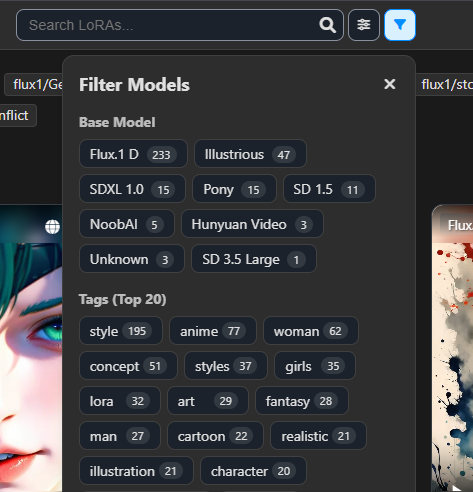 Search LoRAs...
flux1/Ge
flux1/sto
nflict
Filter Models
Base Model
Flux.1 D 233 Illustrious 47
SDXL 1.0 15 Pony 15 SD 1.5 11
NoobAI 5 Hunyuan Video 3
Unknown 3 SD 3.5 Large 1
Flux.
Tags (Top 20)
style 195 anime 77 woman 62
concept 51 styles 37 girls 35
lora 32 art 29 fantasy 28
man 27 cartoon 22 realistic 21
illustration 21 character 20